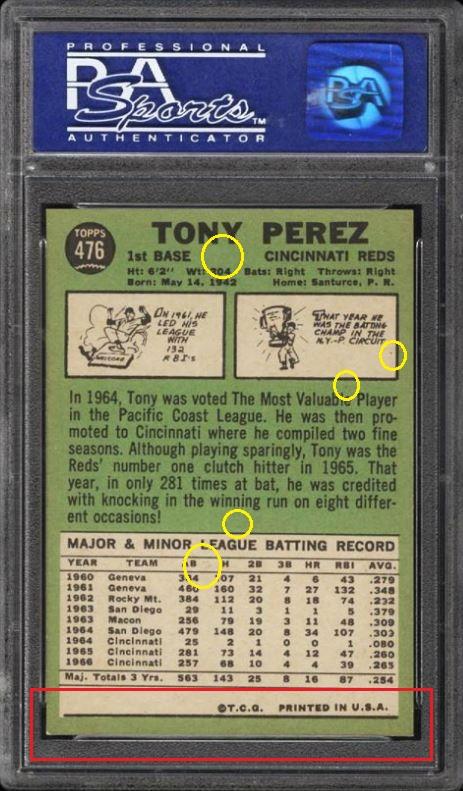 PROFESSIONAL
PSA
Sports™
AUTHENTICATOR
PSA
TOPPS
476
TONY PEREZ
1st BASE CINCINNATI REDS
Ht: 6'2" Wt: 204 Bats: Right Throws: Right
Born: May 14, 1942 Home: Santurce, P. R.
IN 1961, HE
LED HIS
LEAGUE
WITH
132
R.B.I's
THAT YEAR HE
WAS THE BATTING
CHAMP IN THE
N.Y.-P. CIRCUIT
In 1964, Tony was voted The Most Valuable Player
in the Pacific Coast League. He was then pro-
moted to Cincinnati where he compiled two fine
seasons. Although playing sparingly, Tony was the
Reds' number one clutch hitter in 1965. That
year, in only 281 times at bat, he was credited
with knocking in the winning run on eight differ-
ent occasions!
MAJOR & MINOR LEAGUE BATTING RECORD
YEAR TEAM AB H 2B 3B HR RBI AVG.
1960 Geneva 107 21 4 6 43 .279
1961 Geneva 460 160 32 7 27 132 .348
1962 Rocky Mt. 384 112 20 8 18 74 .232
1963 San Diego 29 11 3 1 1 5 .379
1963 Macon 256 79 19 3 11 48 .309
1964 San Diego 479 148 20 8 34 107 .303
1964 Cincinnati 25 2 1 0 0 1 .080
1965 Cincinnati 281 73 14 4 12 47 .260
1966 Cincinnati 257 68 10 4 4 39 .265
Maj. Totals 3 Yrs. 563 143 25 8 16 87 .254
©T.C.G. PRINTED IN U.S.A.